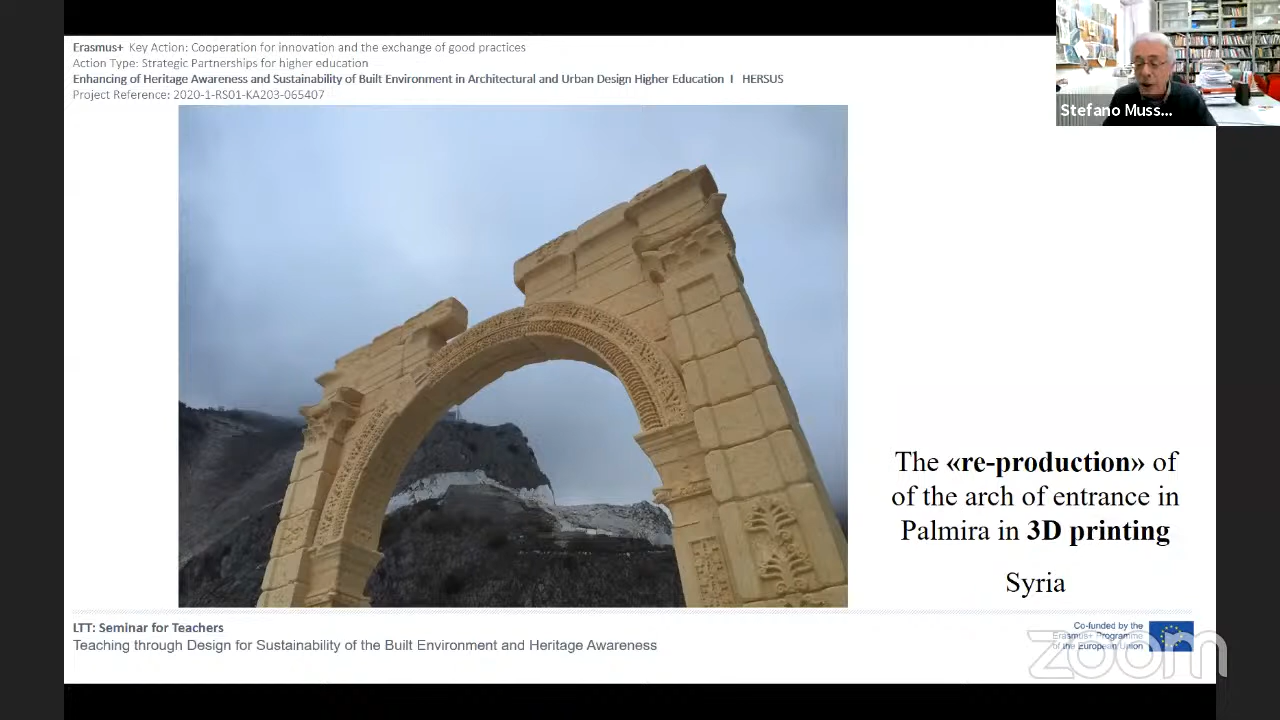 Erasmus+ Key Action: Cooperation for innovation and the exchange of good practices
Action Type: Strategic Partnerships for higher education
Enhancing of Heritage Awareness and Sustainability of Built Environment in Architectural and Urban Design Higher Education I HERSUS
Project Reference: 2020-1-RS01-KA203-065407
Stefano Muss...
The «re-production» of
of the arch of entrance in
Palmira in 3D printing
Syria
LTT: Seminar for Teachers
Teaching through Design for Sustainability of the Built Environment and Heritage Awareness
Co-funded by the
Erasmus+ Programme
of the European Union
zoom